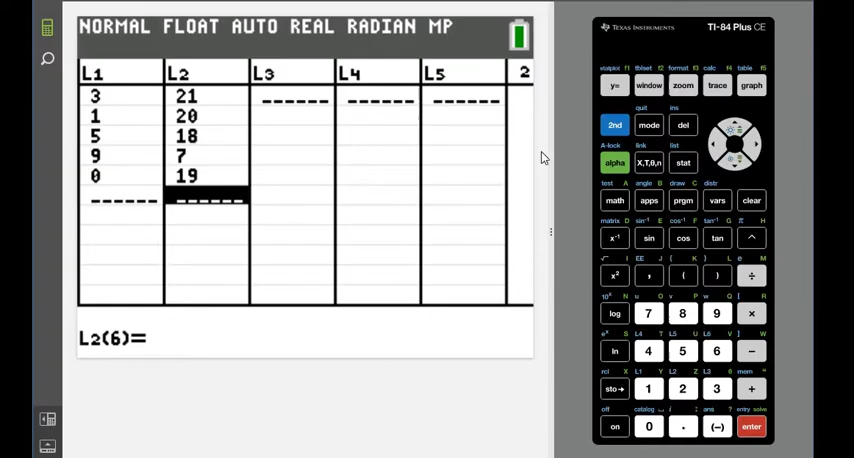 NORMAL FLOAT AUTO REAL RADIAN MP
L1 L2 L3 L4 L5 2
3 21 ------ ------ ------
1 20
5 18
9 7
0 19
------ ------
L2(6)=
TEXAS INSTRUMENTS TI-84 Plus CE
statplot f1 tblset f2 format f3 calc f4 table f5
y= window zoom trace graph
quit ins
2nd mode del
A-lock link list
alpha X,T,θ,n stat
test A angle B draw C distr
math apps prgm vars clear
matrix D sin⁻¹ E cos⁻¹ F tan⁻¹ G π H
x⁻¹ sin cos tan ^
√ I EE J { K } L e M
x² , ( ) ÷
10ˣ N u O v P w Q [ R
log 7 8 9 ×
eˣ S L4 T L5 U L6 V ] W
ln 4 5 6 −
rcl X L1 Y L2 Z L3 θ mem "
sto→ 1 2 3 +
off catalog i : ans ? entry solve
on 0 . (−) enter